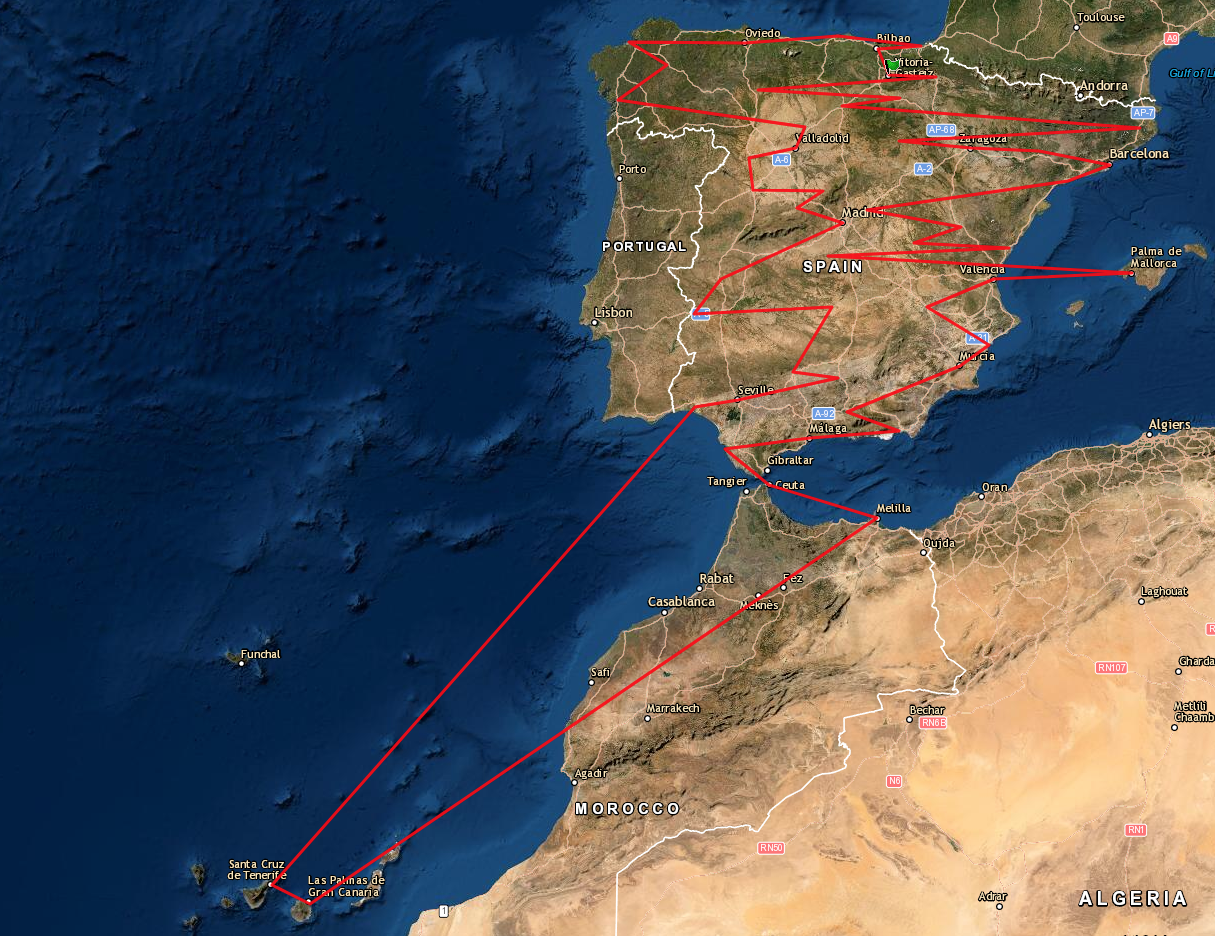 Toulouse
A9
Oviedo
Bilbao
Vitoria-
Gasteiz
Gulf of Li
Andorra
AP-7
AP-68
Valladolid
Zaragoza
Barcelona
A-6
A-2
Porto
Madrid
PORTUGAL
SPAIN
Valencia
Palma de
Mallorca
Lisbon
Murcia
Seville
A-92
Málaga
Algiers
Gibraltar
Tangier
Ceuta
Oran
Melilla
Oujda
Rabat
Fez
Casablanca
Meknès
Laghouat
Funchal
Safi
RN107
Gharda
Marrakech
Bechar
RN6B
Metlili
Chaamb
Agadir
N6
MOROCCO
RN50
RN1
Santa Cruz
de Tenerife
Las Palmas de
Gran Canaria
Adrar
ALGERIA
1